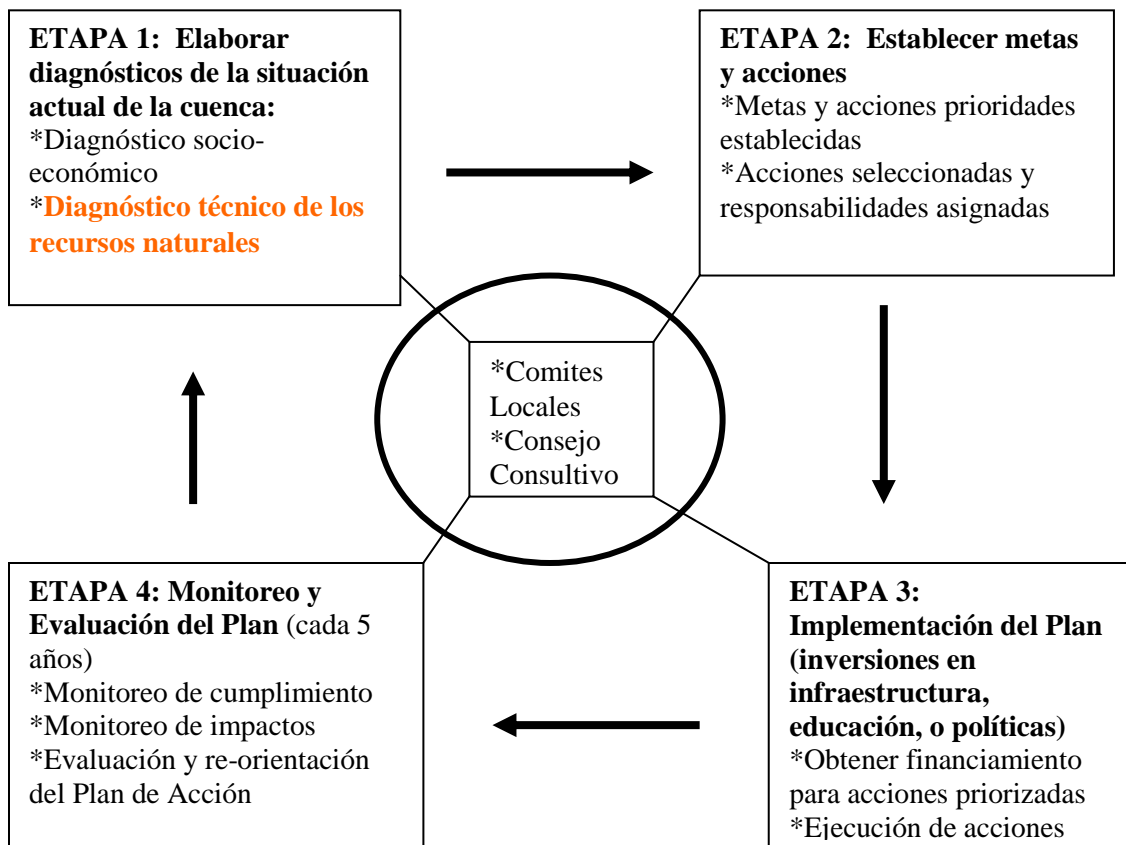 ETAPA 1:  Elaborar
diagnósticos de la situación
actual de la cuenca:
*Diagnóstico socio-
económico
*Diagnóstico técnico de los
recursos naturales
ETAPA 2:  Establecer metas
y acciones
*Metas y acciones prioridades
establecidas
*Acciones seleccionadas y
responsabilidades asignadas
*Comites
Locales
*Consejo
Consultivo
ETAPA 4: Monitoreo y
Evaluación del Plan (cada 5
años)
*Monitoreo de cumplimiento
*Monitoreo de impactos
*Evaluación y re-orientación
del Plan de Acción
ETAPA 3:
Implementación del Plan
(inversiones en
infraestructura,
educación, o políticas)
*Obtener financiamiento
para acciones priorizadas
*Ejecución de acciones